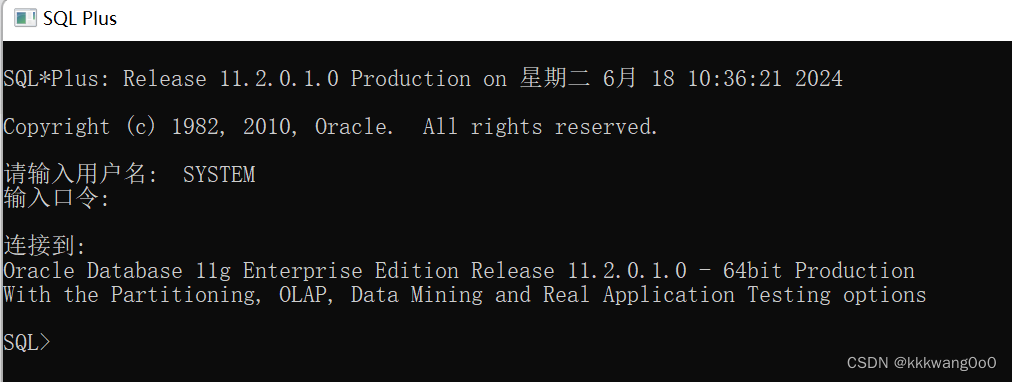 SQL Plus
SQL*Plus: Release 11.2.0.1.0 Production on 星期二 6月 18 10:36:21 2024
Copyright (c) 1982, 2010, Oracle.  All rights reserved.
请输入用户名:  SYSTEM
输入口令:
连接到:
Oracle Database 11g Enterprise Edition Release 11.2.0.1.0 - 64bit Production
With the Partitioning, OLAP, Data Mining and Real Application Testing options
SQL>
CSDN @kkkwang0o0